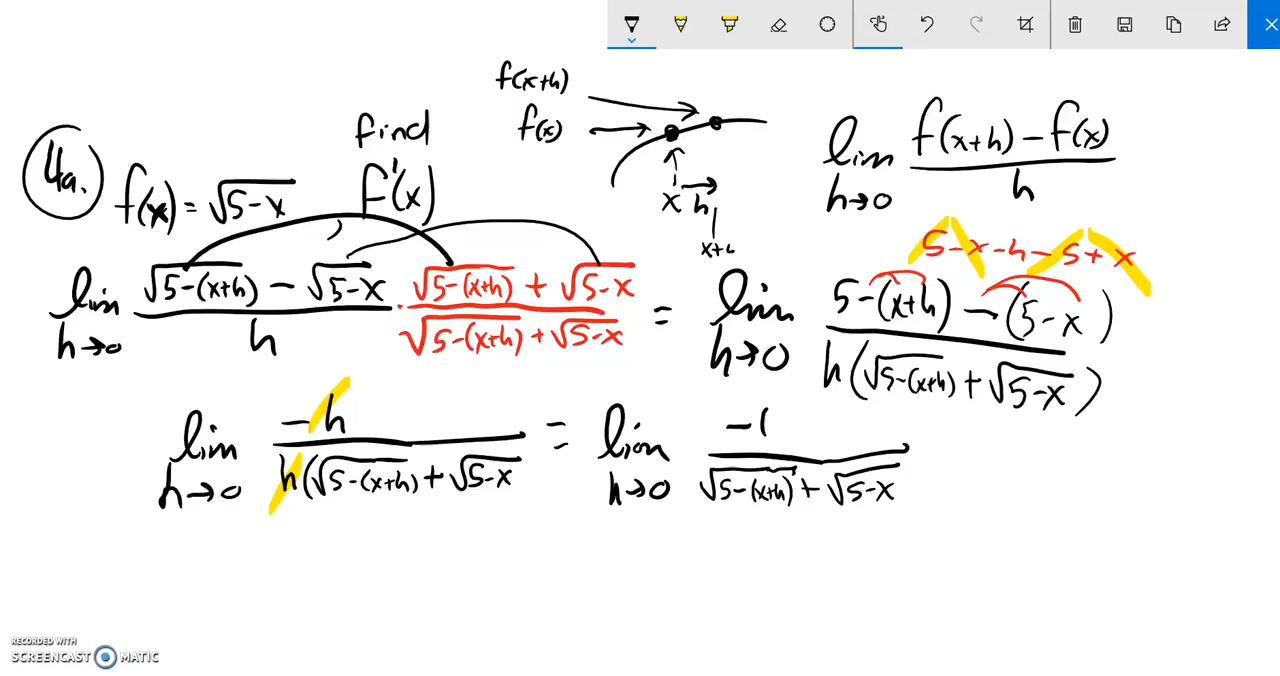 4a.
f(x) = √5-x
find
f'(x)
f(x+h)
f(x)
x
h
x+h
lim h→0 f(x+h) - f(x) / h
lim h→0 √5-(x+h) - √5-x / h · √5-(x+h) + √5-x / √5-(x+h) + √5-x = lim h→0 5-(x+h) - (5-x) / h(√5-(x+h) + √5-x)
5-x-h-5+x
lim h→0 -h / h(√5-(x+h) + √5-x = lim h→0 -1 / √5-(x+h) + √5-x
RECORDED WITH
SCREENCAST MATIC